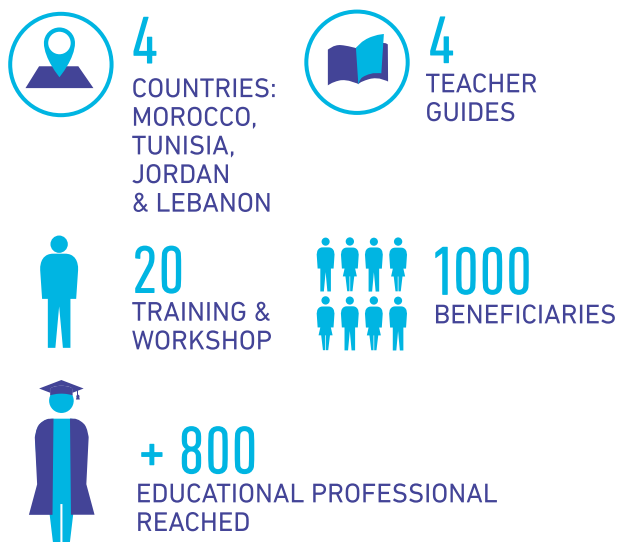 4
COUNTRIES:
MOROCCO,
TUNISIA,
JORDAN
& LEBANON
4
TEACHER
GUIDES
20
TRAINING &
WORKSHOP
1000
BENEFICIARIES
+ 800
EDUCATIONAL PROFESSIONAL
REACHED